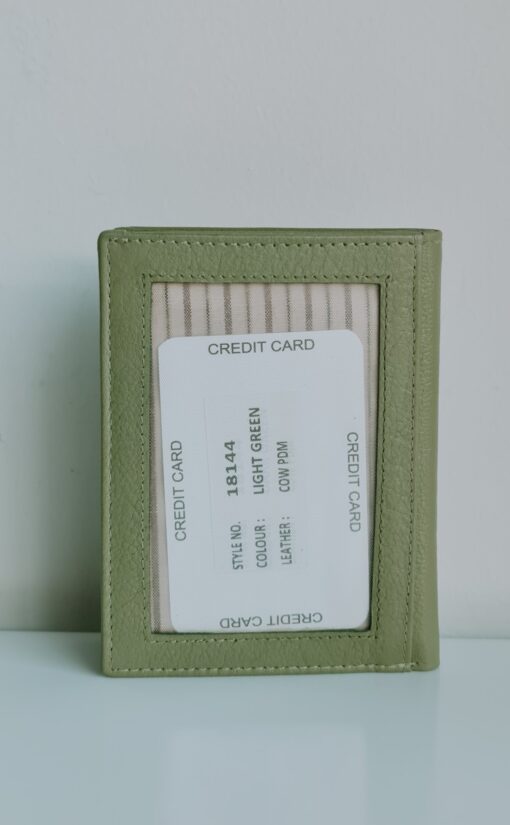 CREDIT CARD
CREDIT CARD
STYLE NO. 18144
COLOUR : LIGHT GREEN
LEATHER : COW PDM
CREDIT CARD
CREDIT CARD